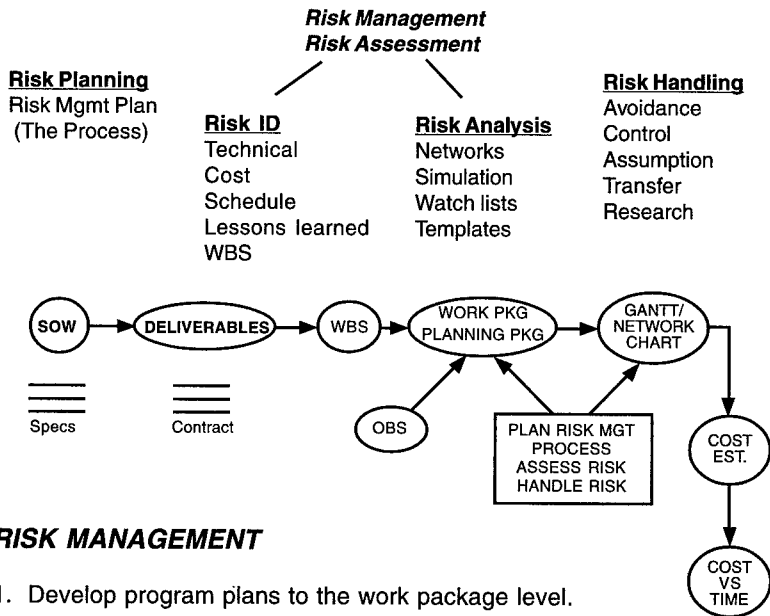 Risk Management
Risk Assessment
Risk Planning
Risk Mgmt Plan
(The Process)
Risk ID
Technical
Cost
Schedule
Lessons learned
WBS
Risk Analysis
Networks
Simulation
Watch lists
Templates
Risk Handling
Avoidance
Control
Assumption
Transfer
Research
SOW
DELIVERABLES
WBS
WORK PKG
PLANNING PKG
GANTT/
NETWORK
CHART
Specs
Contract
OBS
PLAN RISK MGT
PROCESS
ASSESS RISK
HANDLE RISK
COST
EST.
COST
VS
TIME
RISK MANAGEMENT
1. Develop program plans to the work package level.